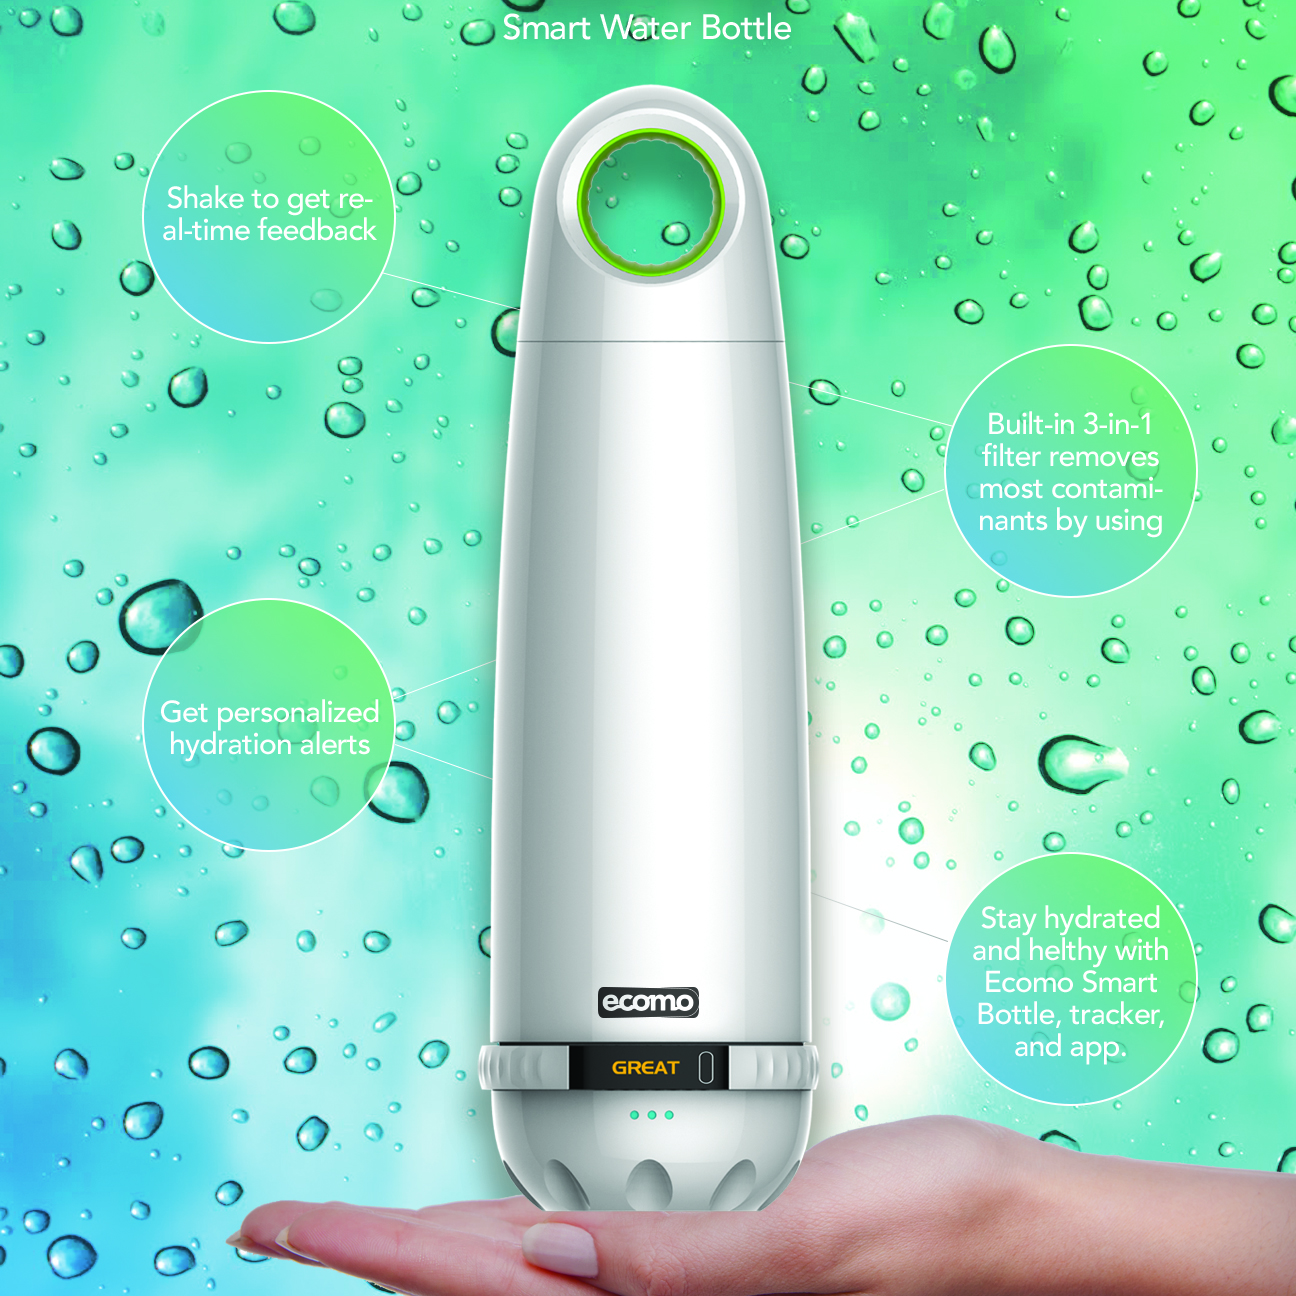 Smart Water Bottle
Shake to get re-
al-time feedback
Built-in 3-in-1
filter removes
most contami-
nants by using
Get personalized
hydration alerts
Stay hydrated
and helthy with
Ecomo Smart
Bottle, tracker,
and app.
ecomo
GREAT